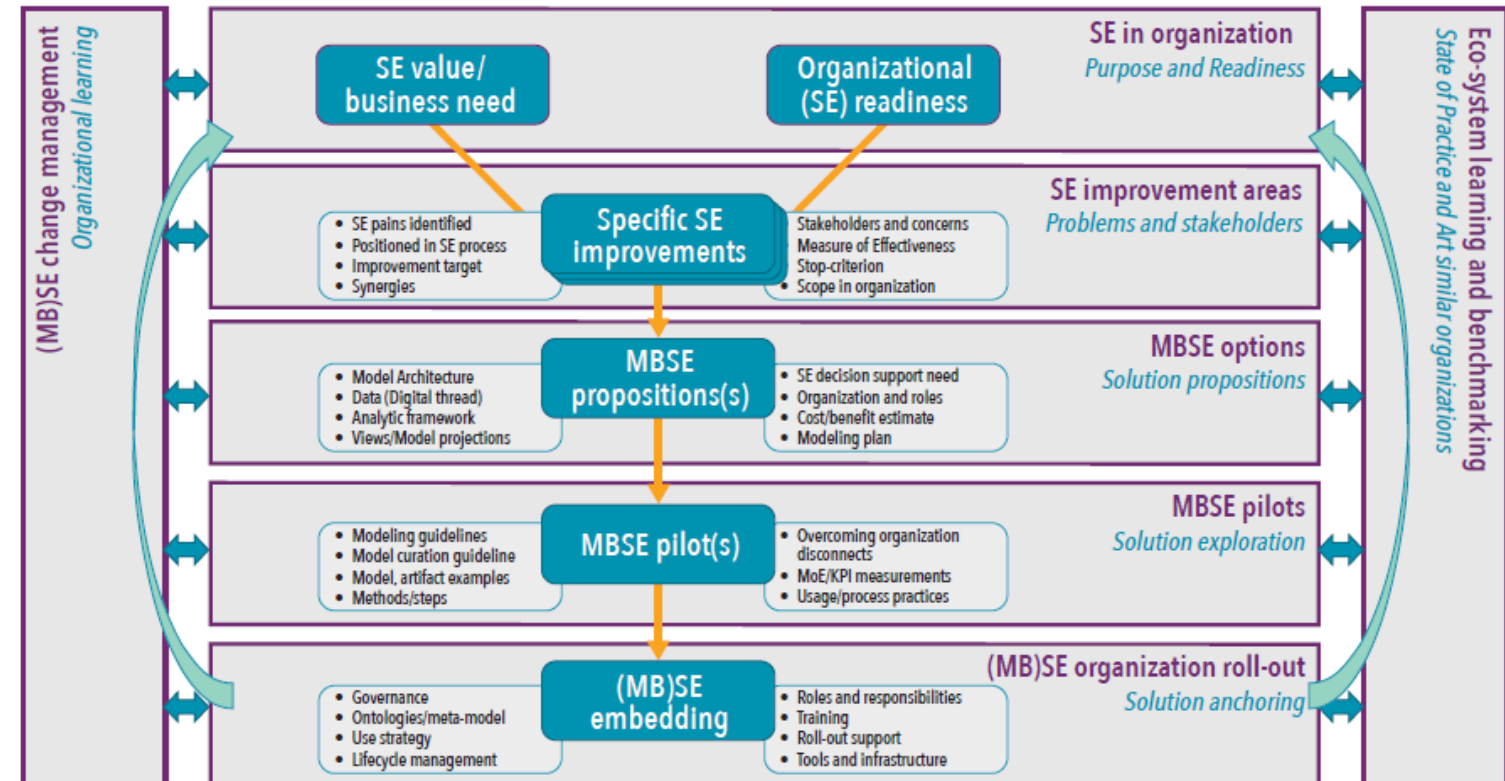 (MB)SE change management
Organizational learning
SE in organization
Purpose and Readiness
SE value/
business need
Organizational
(SE) readiness
SE improvement areas
Problems and stakeholders
• SE pains identified
• Positioned in SE process
• Improvement target
• Synergies
Specific SE
improvements
• Stakeholders and concerns
• Measure of Effectiveness
• Stop-criterion
• Scope in organization
MBSE options
Solution propositions
• Model Architecture
• Data (Digital thread)
• Analytic framework
• Views/Model projections
MBSE
propositions(s)
• SE decision support need
• Organization and roles
• Cost/benefit estimate
• Modeling plan
MBSE pilots
Solution exploration
• Modeling guidelines
• Model curation guideline
• Model, artifact examples
• Methods/steps
MBSE pilot(s)
• Overcoming organization
disconnects
• MoE/KPI measurements
• Usage/process practices
(MB)SE organization roll-out
Solution anchoring
• Governance
• Ontologies/meta-model
• Use strategy
• Lifecycle management
(MB)SE
embedding
• Roles and responsibilities
• Training
• Roll-out support
• Tools and infrastructure
Eco-system learning and benchmarking
State of Practice and Art similar organizations